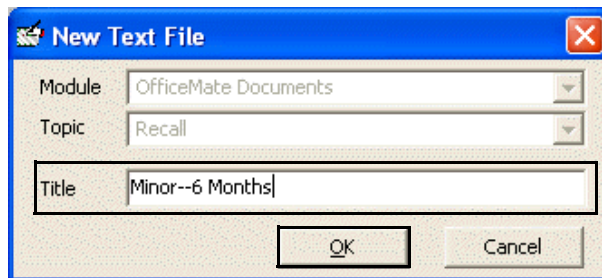 New Text File
Module OfficeMate Documents
Topic Recall
Title Minor--6 Months
OK Cancel